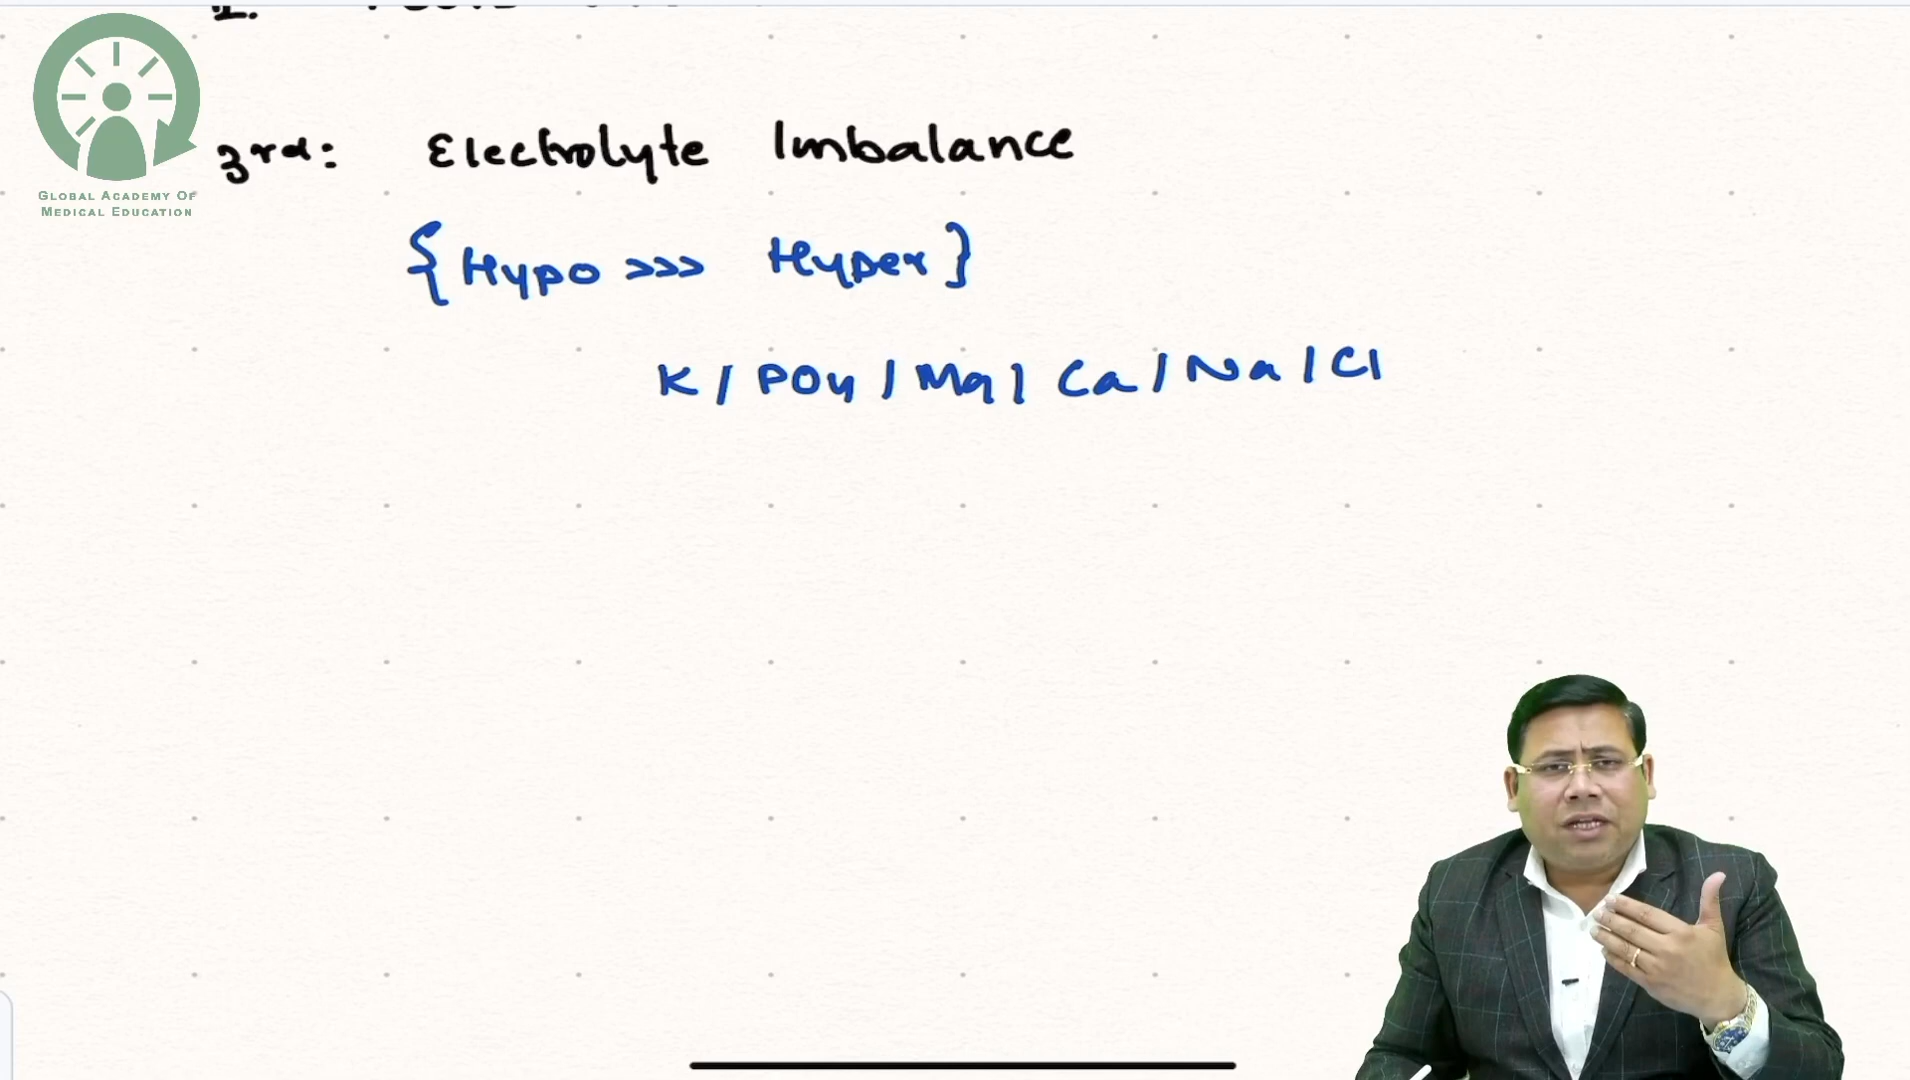 GLOBAL ACADEMY OF
MEDICAL EDUCATION
3rd: Electrolyte Imbalance
{Hypo >>> Hyper}
K / PO4 / Mg / Ca / Na / Cl